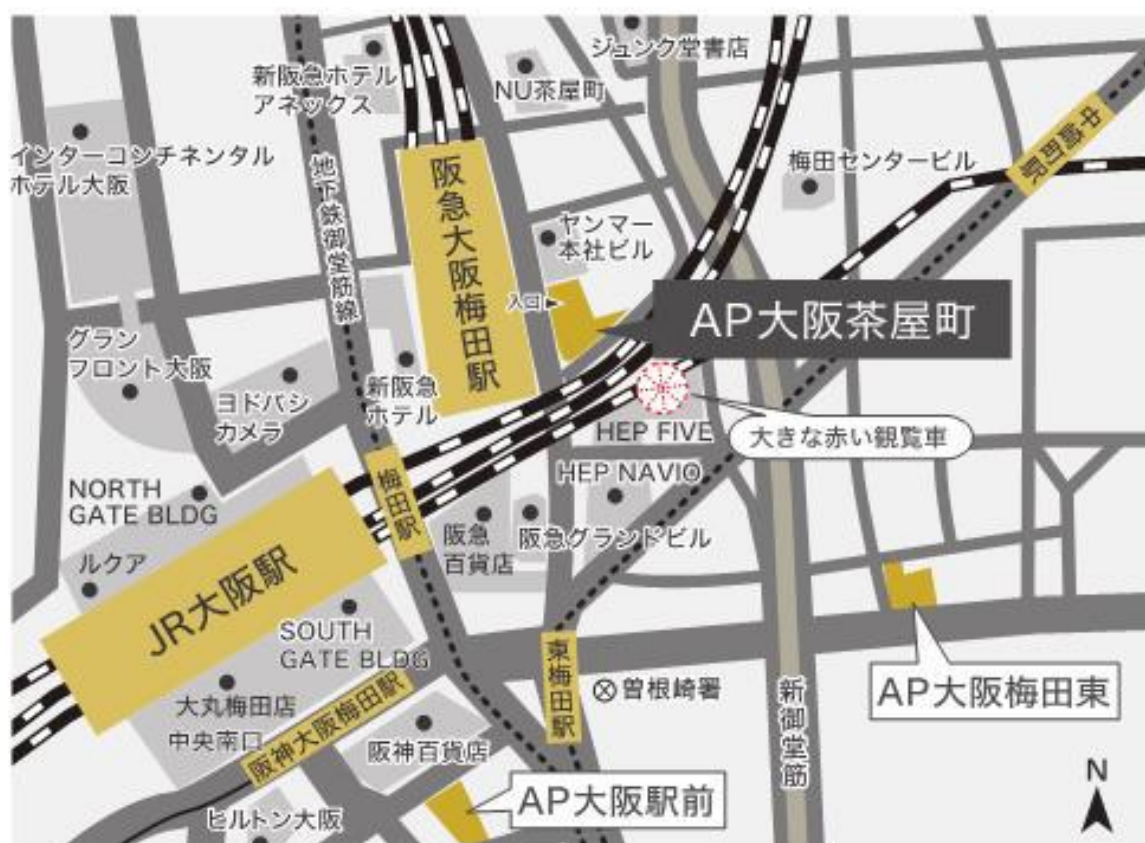 ジュンク堂書店
新阪急ホテル
アネックス
NU茶屋町
中崎町駅
インターコンチネンタル
ホテル大阪
地下鉄御堂筋線
阪急大阪梅田駅
梅田センタービル
ヤンマー
本社ビル
入口
AP大阪茶屋町
グラン
フロント大阪
新阪急
ホテル
ヨドバシ
カメラ
HEP FIVE
大きな赤い観覧車
HEP NAVIO
NORTH
GATE BLDG
梅田駅
阪急
百貨店
阪急グランドビル
ルクア
JR大阪駅
SOUTH
GATE BLDG
東梅田駅
曽根崎署
新御堂筋
AP大阪梅田東
大丸梅田店
中央南口
阪神大阪梅田駅
阪神百貨店
AP大阪駅前
ヒルトン大阪
N